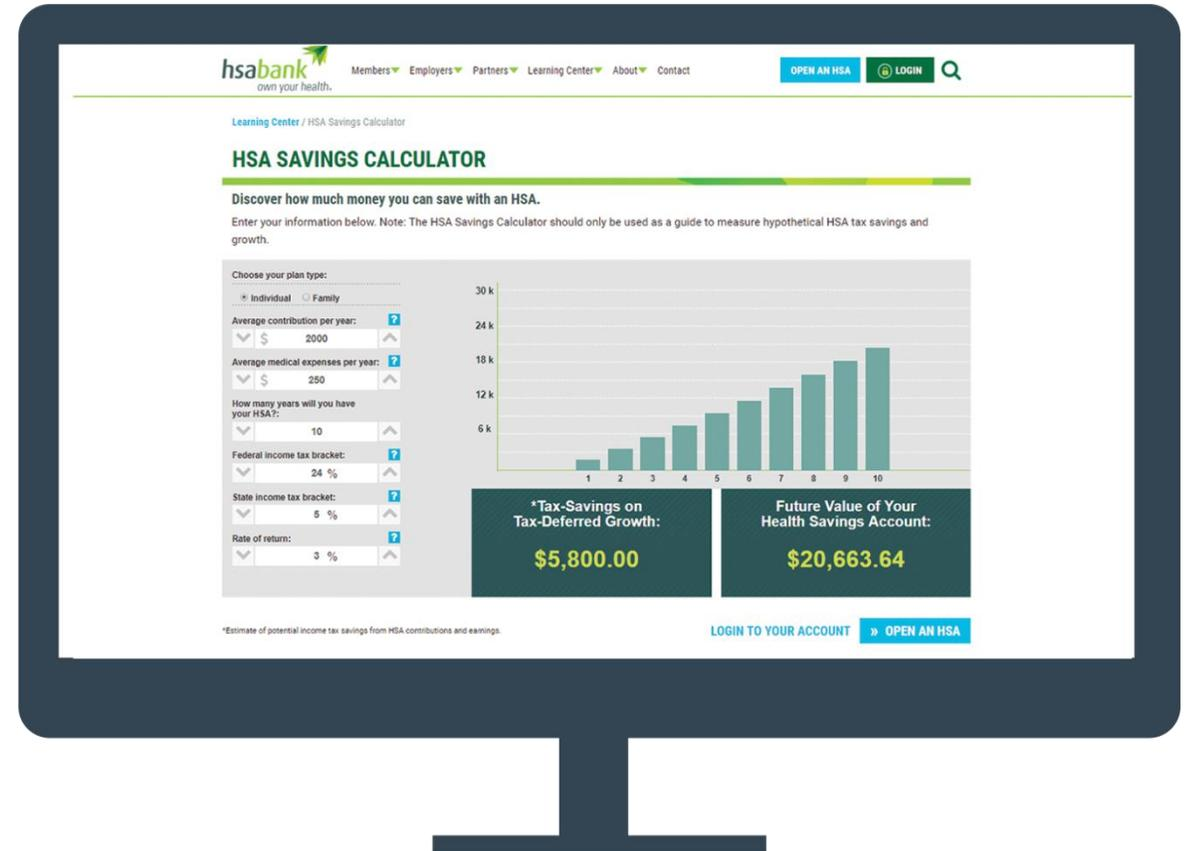 hsabank
own your health.
Members Employers Partners Learning Center About Contact
OPEN AN HSA
LOGIN
Learning Center / HSA Savings Calculator
HSA SAVINGS CALCULATOR
Discover how much money you can save with an HSA.
Enter your information below. Note: The HSA Savings Calculator should only be used as a guide to measure hypothetical HSA tax savings and
growth.
Choose your plan type:
Individual Family
Average contribution per year: ?
$ 2000
Average medical expenses per year: ?
$ 250
How many years will you have
your HSA?:
10
Federal income tax bracket: ?
24 %
State income tax bracket: ?
5 %
Rate of return: ?
3 %
30 k
24 k
18 k
12 k
6 k
1 2 3 4 5 6 7 8 9 10
*Tax-Savings on
Tax-Deferred Growth:
$5,800.00
Future Value of Your
Health Savings Account:
$20,663.64
*Estimate of potential income tax savings from HSA contributions and earnings.
LOGIN TO YOUR ACCOUNT
» OPEN AN HSA